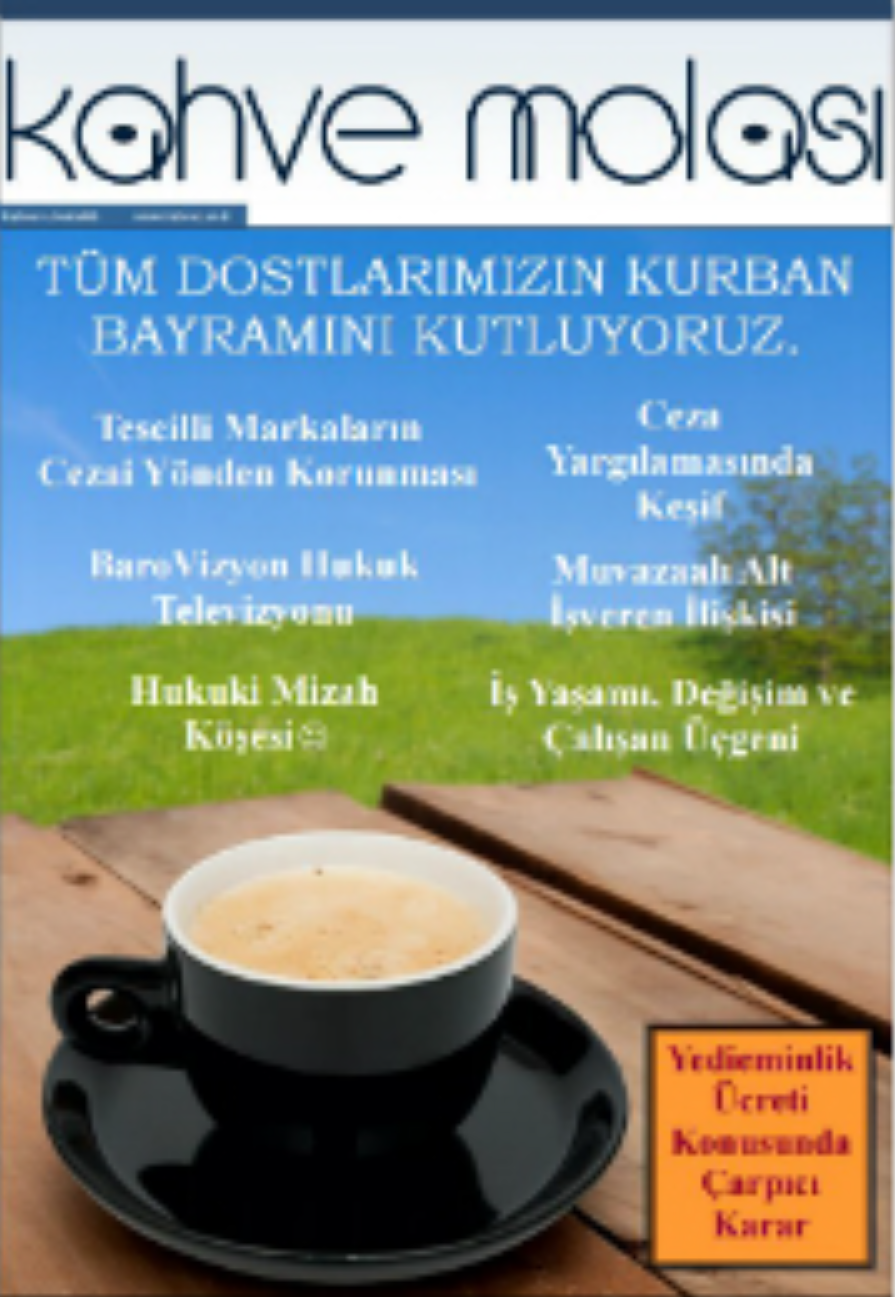 kahve molası
TÜM DOSTLARIMIZIN KURBAN
BAYRAMINI KUTLUYORUZ.
Tescilli Markaların
Cezai Yönden Korunması
Ceza
Yargılamasında
Keşif
BaroVizyon Hukuk
Televizyonu
Muvazaalı Alt
İşveren İlişkisi
Hukuki Mizah
Köşesi☺
İş Yaşamı, Değişim ve
Çalışan Üçgeni
Yedieminlik
Ücreti
Konusunda
Çarpıcı
Karar